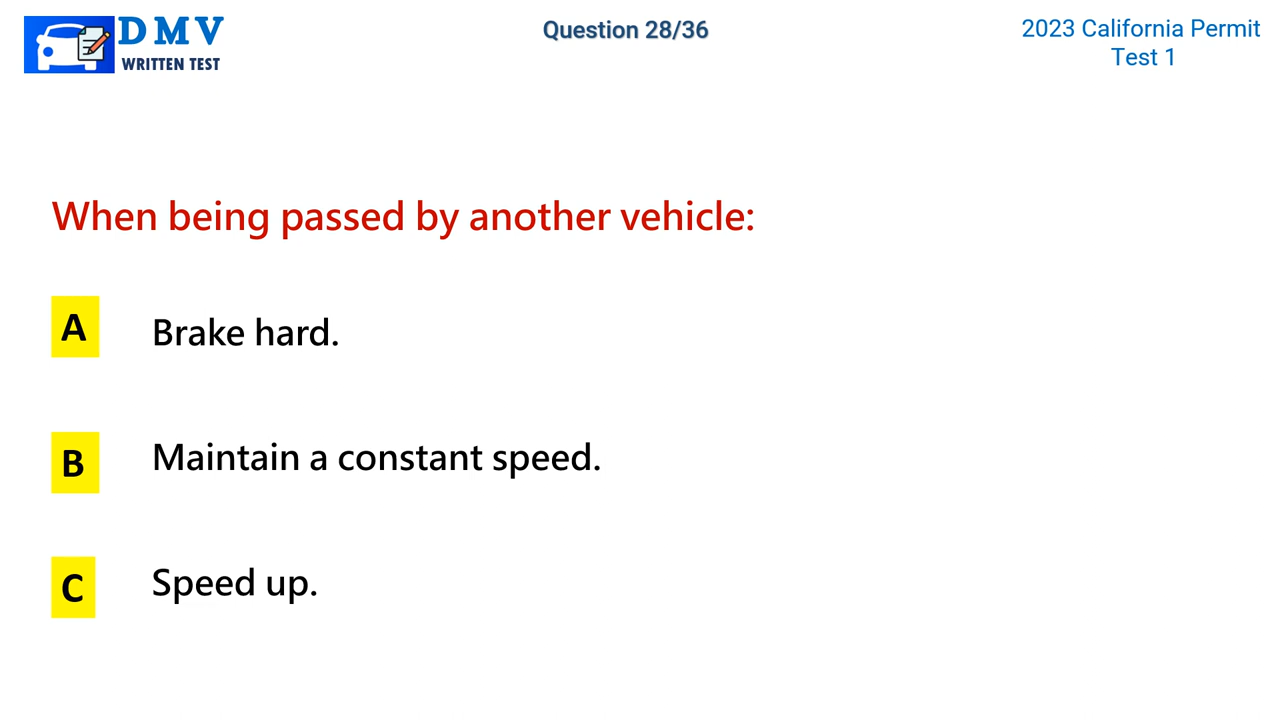 DMV
WRITTEN TEST
Question 28/36
2023 California Permit
Test 1
When being passed by another vehicle:
A Brake hard.
B Maintain a constant speed.
C Speed up.